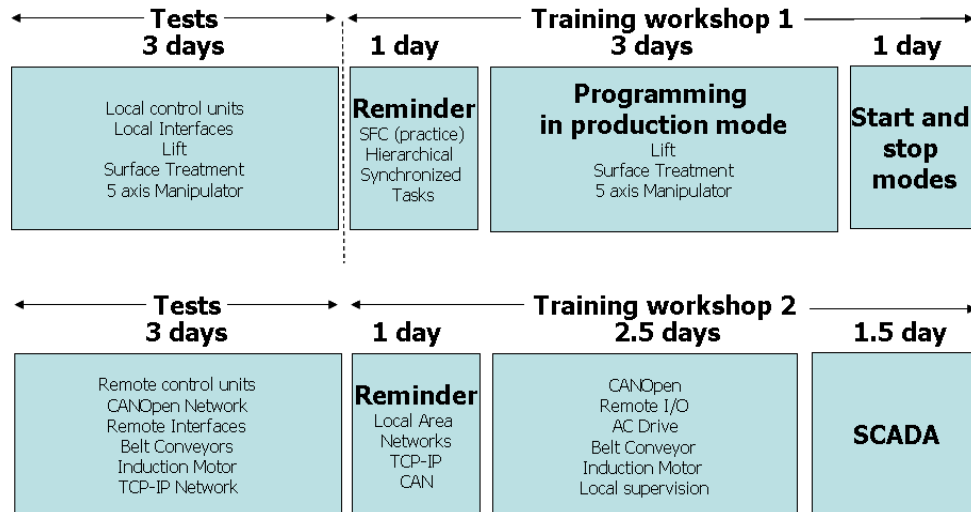 Tests
Training workshop 1
3 days
1 day
3 days
1 day
Local control units
Local Interfaces
Lift
Surface Treatment
5 axis Manipulator
Reminder
SFC (practice)
Hierarchical
Synchronized
Tasks
Programming
in production mode
Lift
Surface Treatment
5 axis Manipulator
Start and
stop
modes
Tests
Training workshop 2
3 days
1 day
2.5 days
1.5 day
Remote control units
CANOpen Network
Remote Interfaces
Belt Conveyors
Induction Motor
TCP-IP Network
Reminder
Local Area
Networks
TCP-IP
CAN
CANOpen
Remote I/O
AC Drive
Belt Conveyor
Induction Motor
Local supervision
SCADA